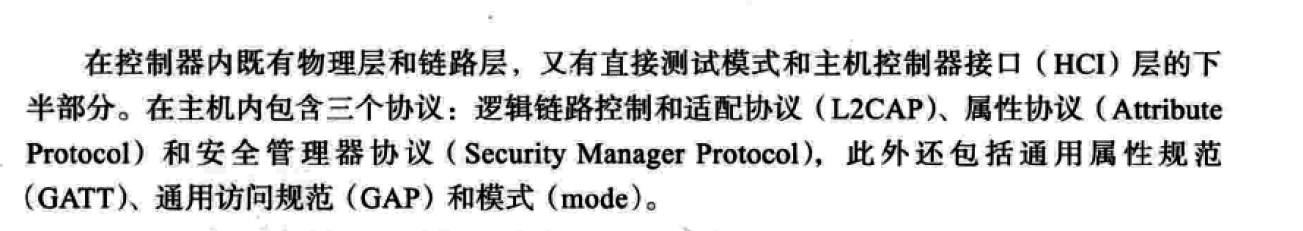 在控制器内既有物理层和链路层，又有直接测试模式和主机控制器接口（HCI）层的下
半部分。在主机内包含三个协议：逻辑链路控制和适配协议（L2CAP）、属性协议（Attribute
Protocol）和安全管理器协议（Security Manager Protocol），此外还包括通用属性规范
（GATT）、通用访问规范（GAP）和模式（mode）。